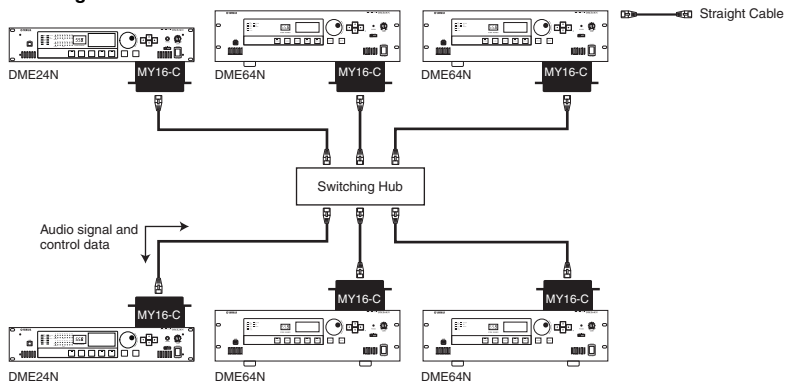 Straight Cable
MY16-C
MY16-C
MY16-C
DME24N
DME64N
DME64N
Switching Hub
Audio signal and
control data
MY16-C
MY16-C
MY16-C
DME24N
DME64N
DME64N